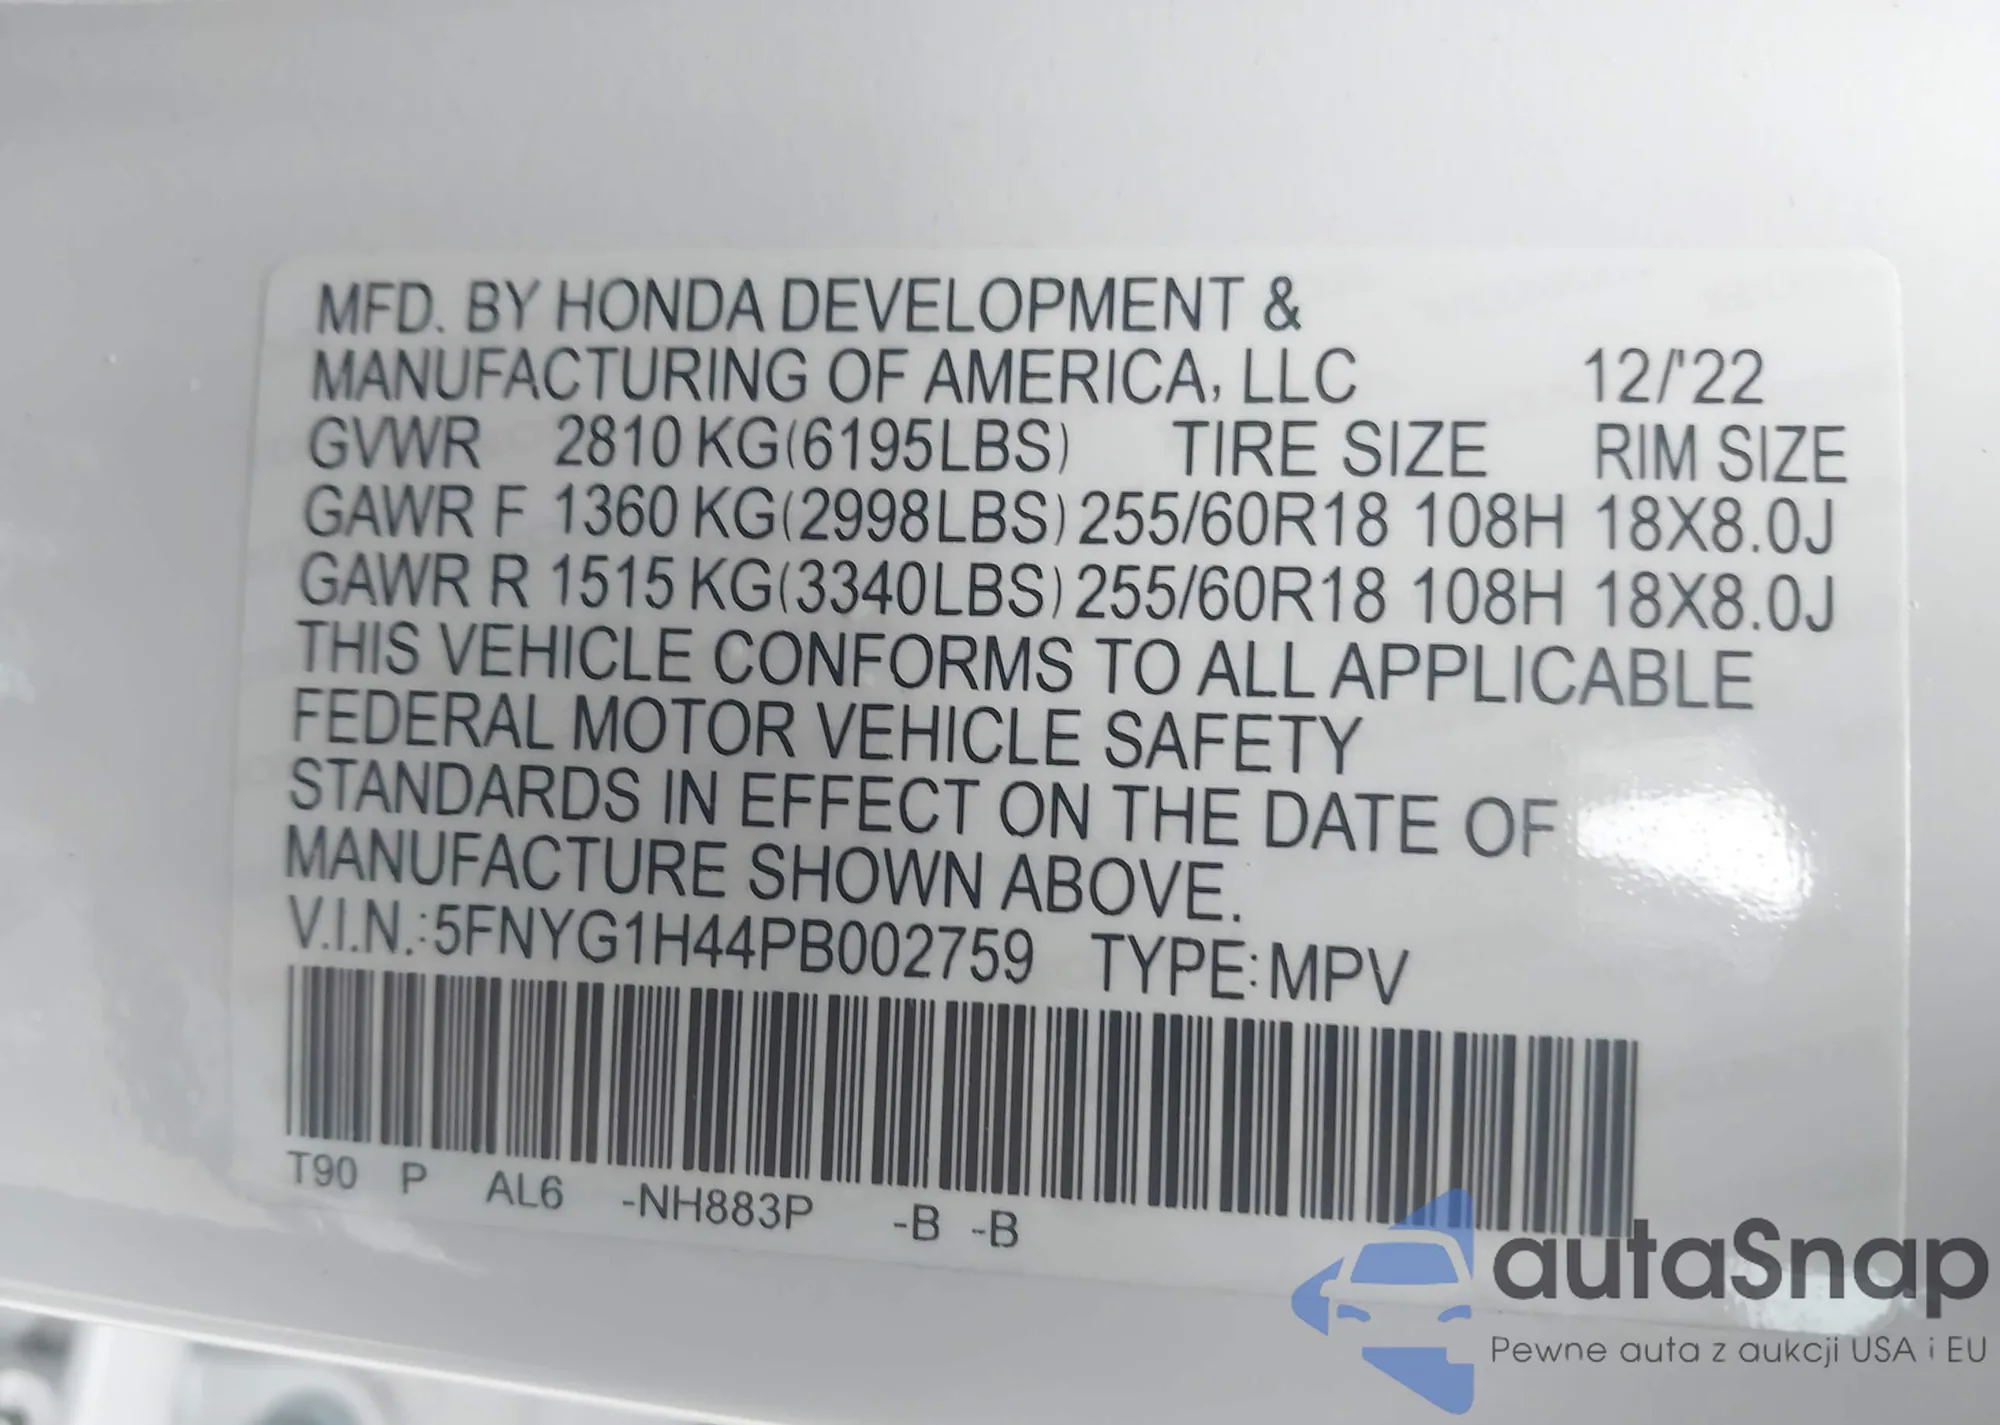 MFD. BY HONDA DEVELOPMENT &
MANUFACTURING OF AMERICA, LLC 12/'22
GVWR 2810 KG(6195LBS) TIRE SIZE RIM SIZE
GAWR F 1360 KG(2998LBS) 255/60R18 108H 18X8.0J
GAWR R 1515 KG(3340LBS) 255/60R18 108H 18X8.0J
THIS VEHICLE CONFORMS TO ALL APPLICABLE
FEDERAL MOTOR VEHICLE SAFETY
STANDARDS IN EFFECT ON THE DATE OF
MANUFACTURE SHOWN ABOVE.
V.I.N.:5FNYG1H44PB002759 TYPE:MPV
T90 P AL6 -NH883P -B -B
autaSnap
Pewne auta z aukcji USA i EU